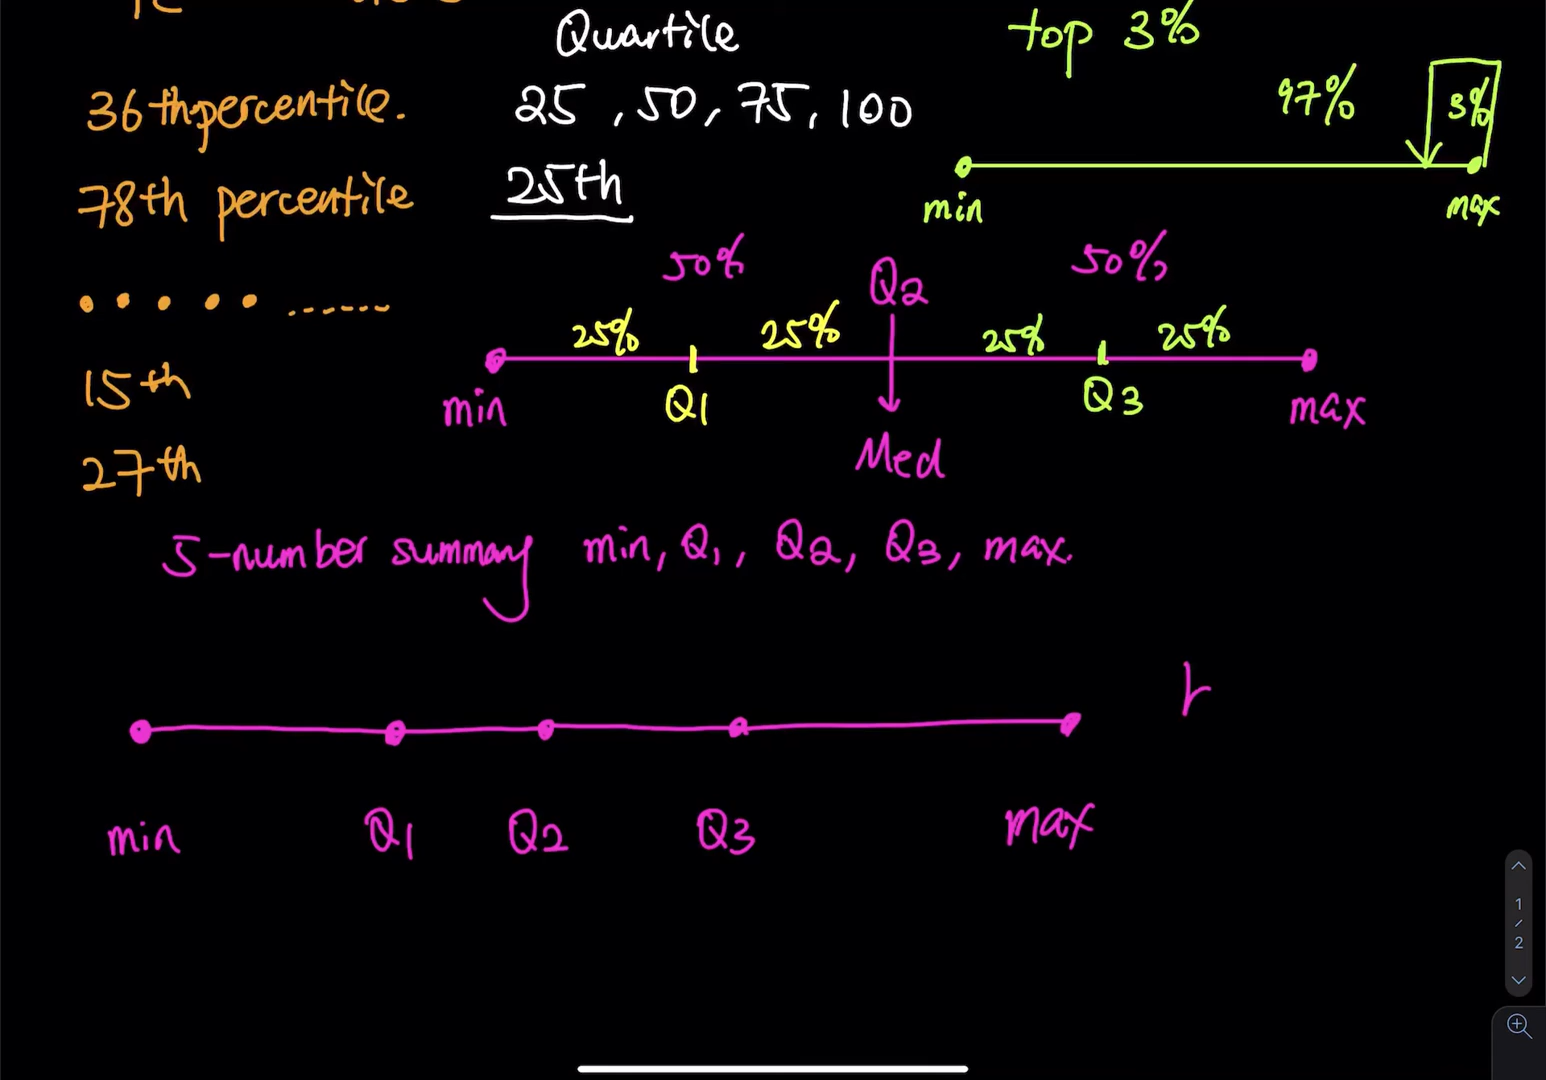 Quartile
top 3%
36th percentile.
25, 50, 75, 100
97%
3%
78th percentile
25th
min
max
50%
Q2
50%
25%
25%
25%
25%
min
Q1
Q3
max
Med
15th
27th
5-number summary min, Q1, Q2, Q3, max.
min
Q1
Q2
Q3
max
1
/
2